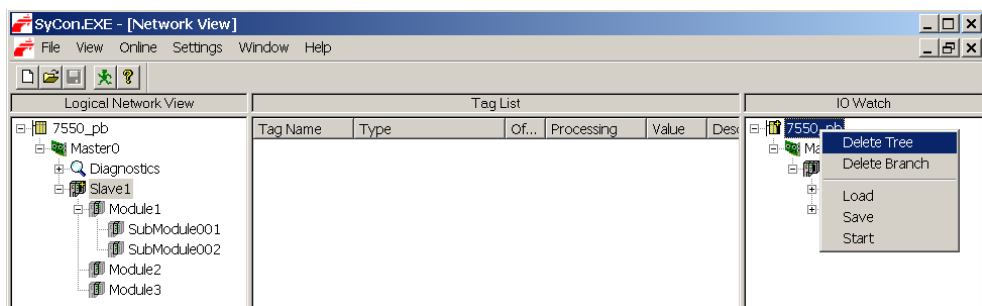 SyCon.EXE - [Network View]
File View Online Settings Window Help
Logical Network View
Tag List
IO Watch
7550_pb
Master0
Diagnostics
Slave1
Module1
SubModule001
SubModule002
Module2
Module3
Tag Name Type Of... Processing Value
7550_pb
Delete Tree
Delete Branch
Load
Save
Start